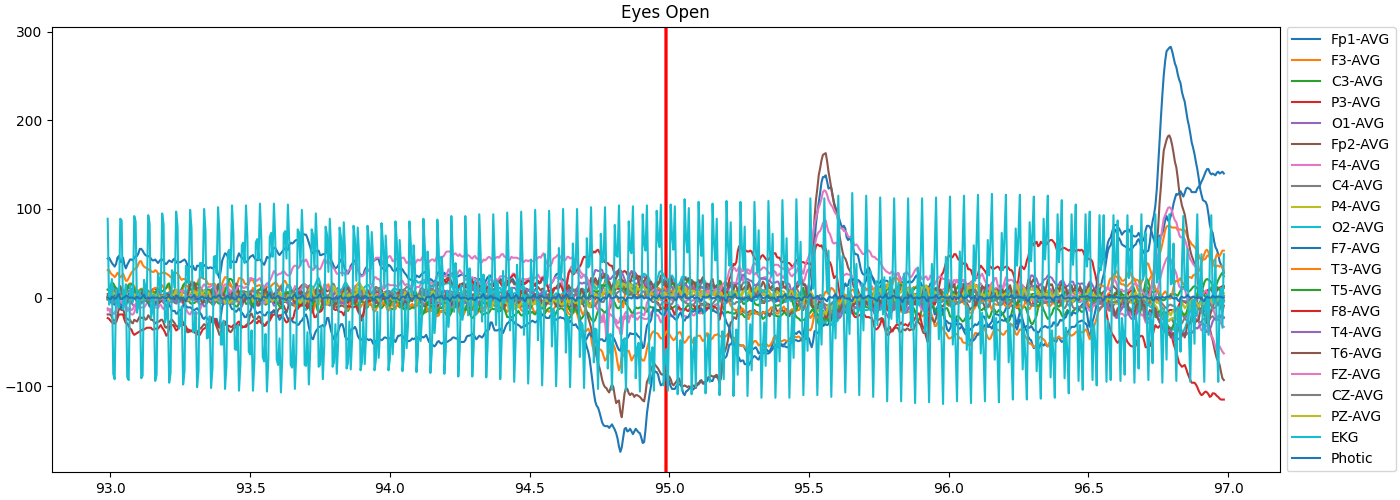 Eyes Open
300
200
100
0
−100
93.0 93.5 94.0 94.5 95.0 95.5 96.0 96.5 97.0
Fp1-AVG
F3-AVG
C3-AVG
P3-AVG
O1-AVG
Fp2-AVG
F4-AVG
C4-AVG
P4-AVG
O2-AVG
F7-AVG
T3-AVG
T5-AVG
F8-AVG
T4-AVG
T6-AVG
FZ-AVG
CZ-AVG
PZ-AVG
EKG
Photic